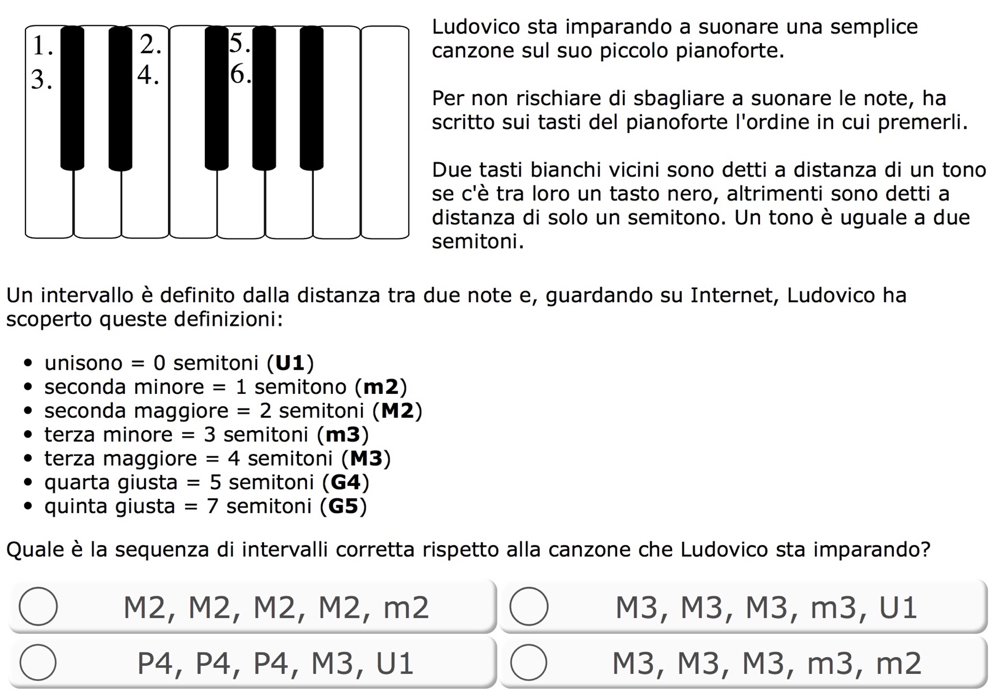 1. 2. 5.
3. 4. 6.
Ludovico sta imparando a suonare una semplice
canzone sul suo piccolo pianoforte.
Per non rischiare di sbagliare a suonare le note, ha
scritto sui tasti del pianoforte l'ordine in cui premerli.
Due tasti bianchi vicini sono detti a distanza di un tono
se c'è tra loro un tasto nero, altrimenti sono detti a
distanza di solo un semitono. Un tono è uguale a due
semitoni.
Un intervallo è definito dalla distanza tra due note e, guardando su Internet, Ludovico ha
scoperto queste definizioni:
• unisono = 0 semitoni (U1)
• seconda minore = 1 semitono (m2)
• seconda maggiore = 2 semitoni (M2)
• terza minore = 3 semitoni (m3)
• terza maggiore = 4 semitoni (M3)
• quarta giusta = 5 semitoni (G4)
• quinta giusta = 7 semitoni (G5)
Quale è la sequenza di intervalli corretta rispetto alla canzone che Ludovico sta imparando?
M2, M2, M2, M2, m2
M3, M3, M3, m3, U1
P4, P4, P4, M3, U1
M3, M3, M3, m3, m2